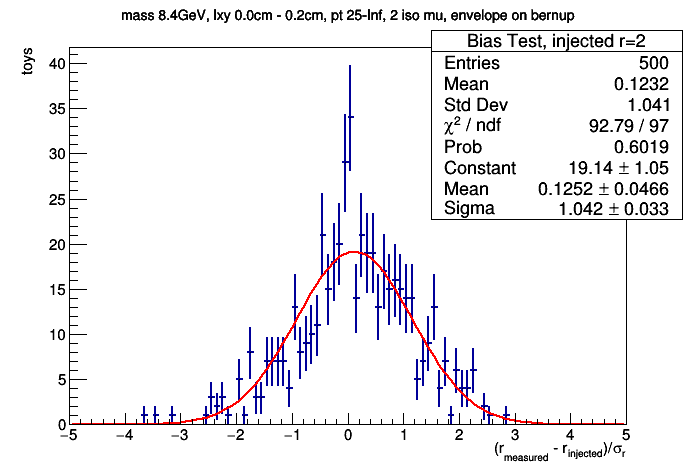 mass 8.4GeV, lxy 0.0cm - 0.2cm, pt 25-Inf, 2 iso mu, envelope on bernup
Bias Test, injected r=2
Entries 500
Mean 0.1232
Std Dev 1.041
χ² / ndf 92.79 / 97
Prob 0.6019
Constant 19.14 ± 1.05
Mean 0.1252 ± 0.0466
Sigma 1.042 ± 0.033
toys
40
35
30
25
20
15
10
5
0
−5 −4 −3 −2 −1 0 1 2 3 4 5
(r_measured - r_injected)/σ_r